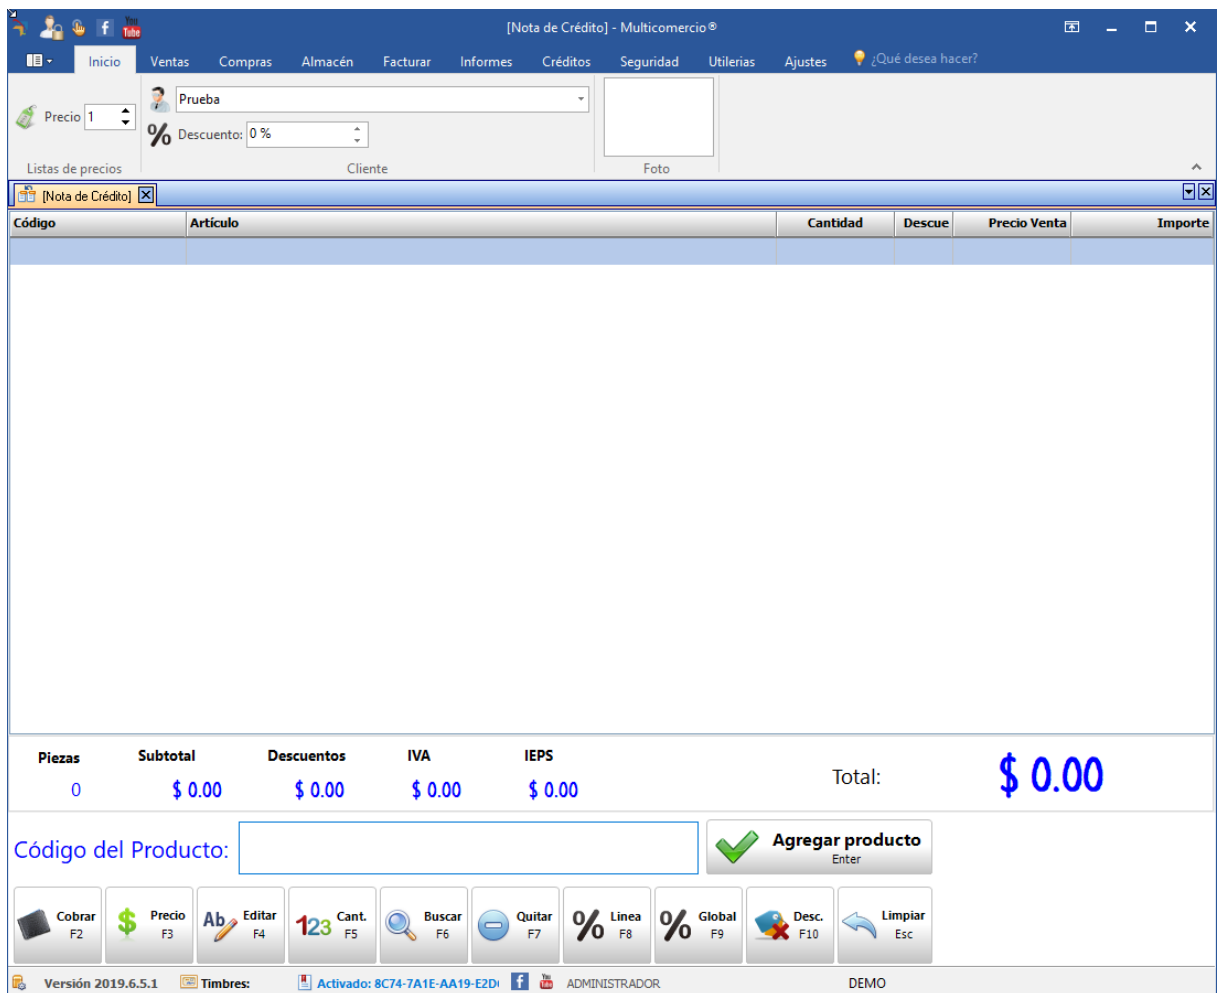 You
Tube
[Nota de Crédito] - Multicomercio®
Inicio Ventas Compras Almacén Facturar Informes Créditos Seguridad Utilerias Ajustes ¿Qué desea hacer?
Prueba
Precio 1
Descuento: 0 %
Listas de precios Cliente Foto
[Nota de Crédito]
Código Artículo Cantidad Descue Precio Venta Importe
Piezas Subtotal Descuentos IVA IEPS
0 $ 0.00 $ 0.00 $ 0.00 $ 0.00
Total: $ 0.00
Código del Producto:
Agregar producto
Enter
Cobrar Precio Editar Cant. Buscar Quitar Linea Global Desc. Limpiar
F2 F3 F4 F5 F6 F7 F8 F9 F10 Esc
Versión 2019.6.5.1 Timbres: Activado: 8C74-7A1E-AA19-E2D ADMINISTRADOR DEMO